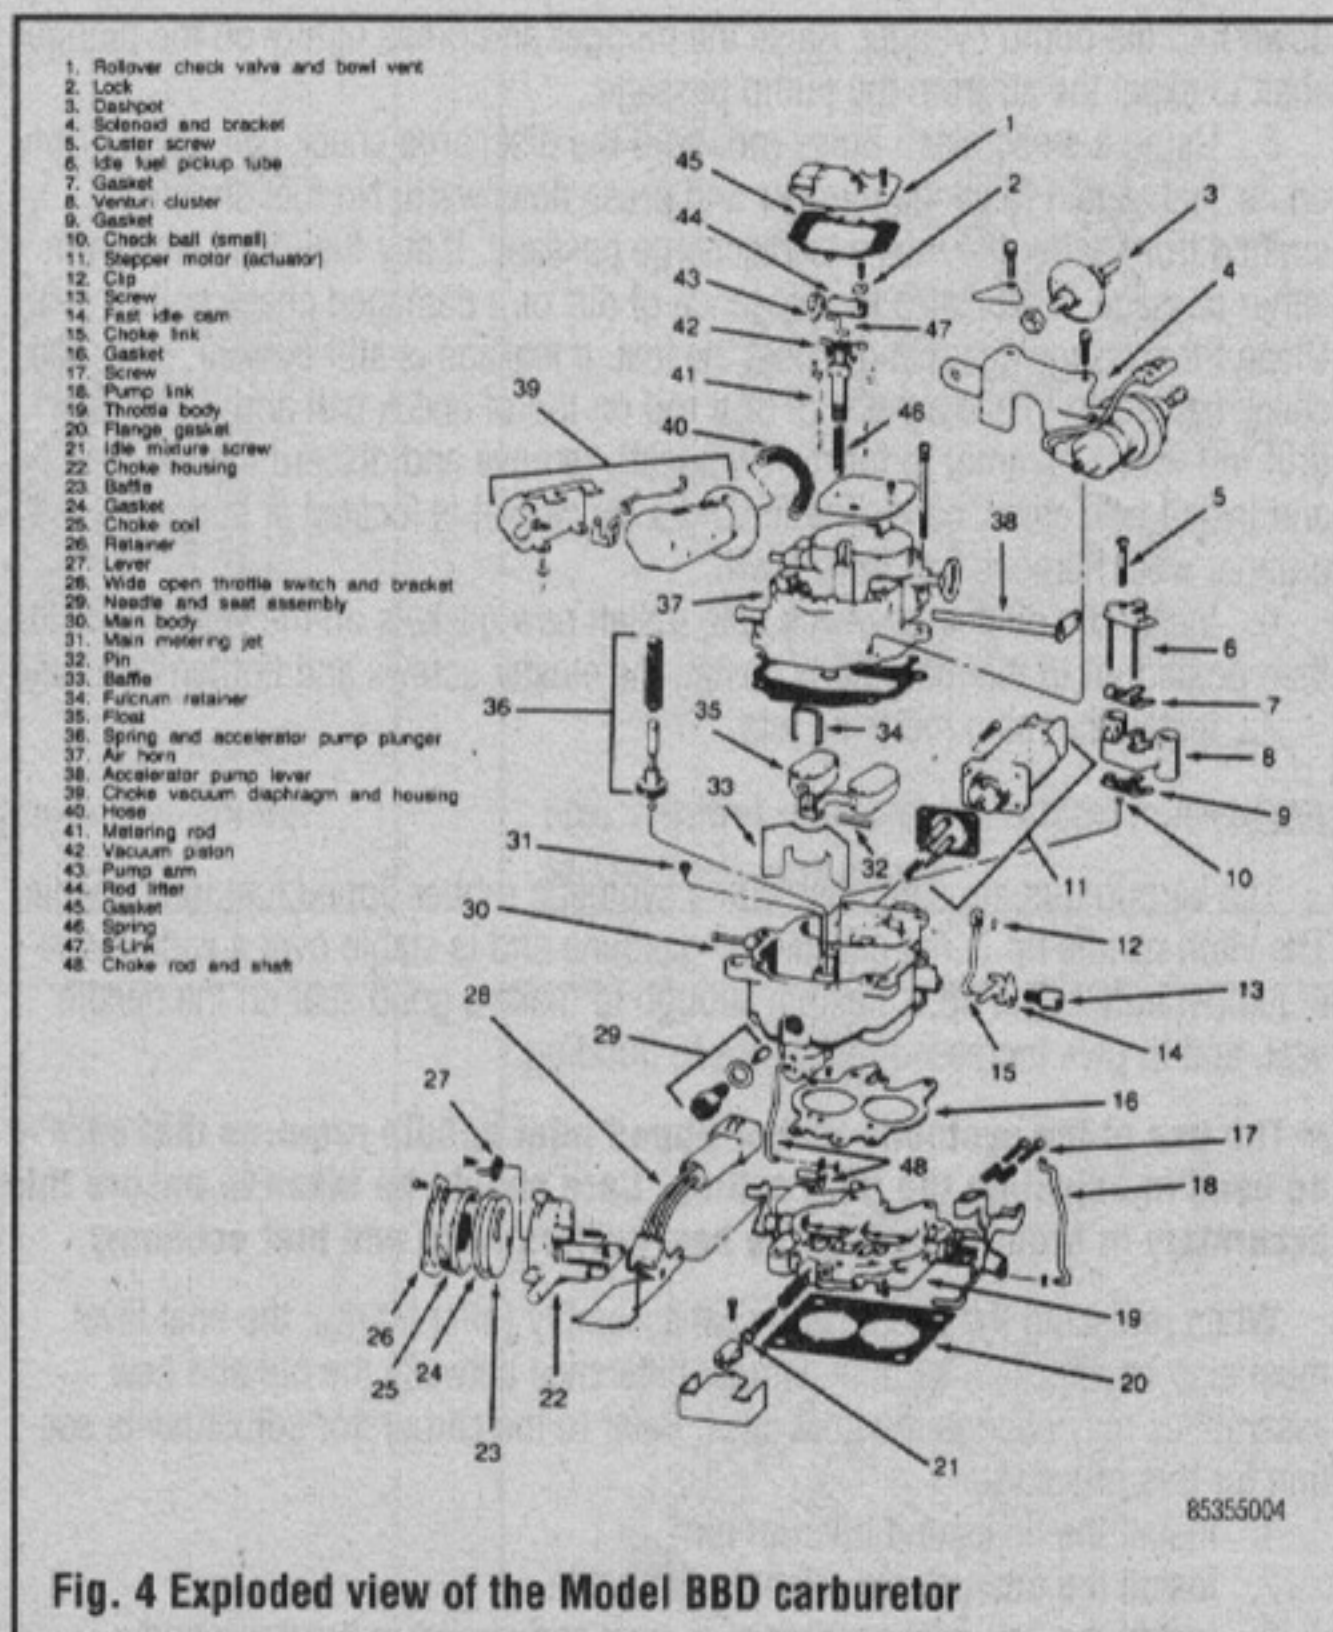 1. Rollover check valve and bowl vent
2. Lock
3. Dashpot
4. Solenoid and bracket
5. Cluster screw
6. Idle fuel pickup tube
7. Gasket
8. Venturi cluster
9. Gasket
10. Check ball (small)
11. Stepper motor (actuator)
12. Clip
13. Screw
14. Fast idle cam
15. Choke link
16. Gasket
17. Screw
18. Pump link
19. Throttle body
20. Flange gasket
21. Idle mixture screw
22. Choke housing
23. Baffle
24. Gasket
25. Choke coil
26. Retainer
27. Lever
28. Wide open throttle switch and bracket
29. Needle and seat assembly
30. Main body
31. Main metering jet
32. Pin
33. Baffle
34. Fulcrum retainer
35. Float
36. Spring and accelerator pump plunger
37. Air horn
38. Accelerator pump lever
39. Choke vacuum diaphragm and housing
40. Hose
41. Metering rod
42. Vacuum piston
43. Pump arm
44. Rod lifter
45. Gasket
46. Spring
47. S-Link
48. Choke rod and shaft
1
45
2
3
44
43
4
47
42
41
39
40
46
5
38
37
6
7
36
35
34
8
33
9
32
31
11
10
30
12
13
28
29
14
15
27
16
17
48
18
19
26
24
25
22
20
23
21
85355004
Fig. 4 Exploded view of the Model BBD carburetor